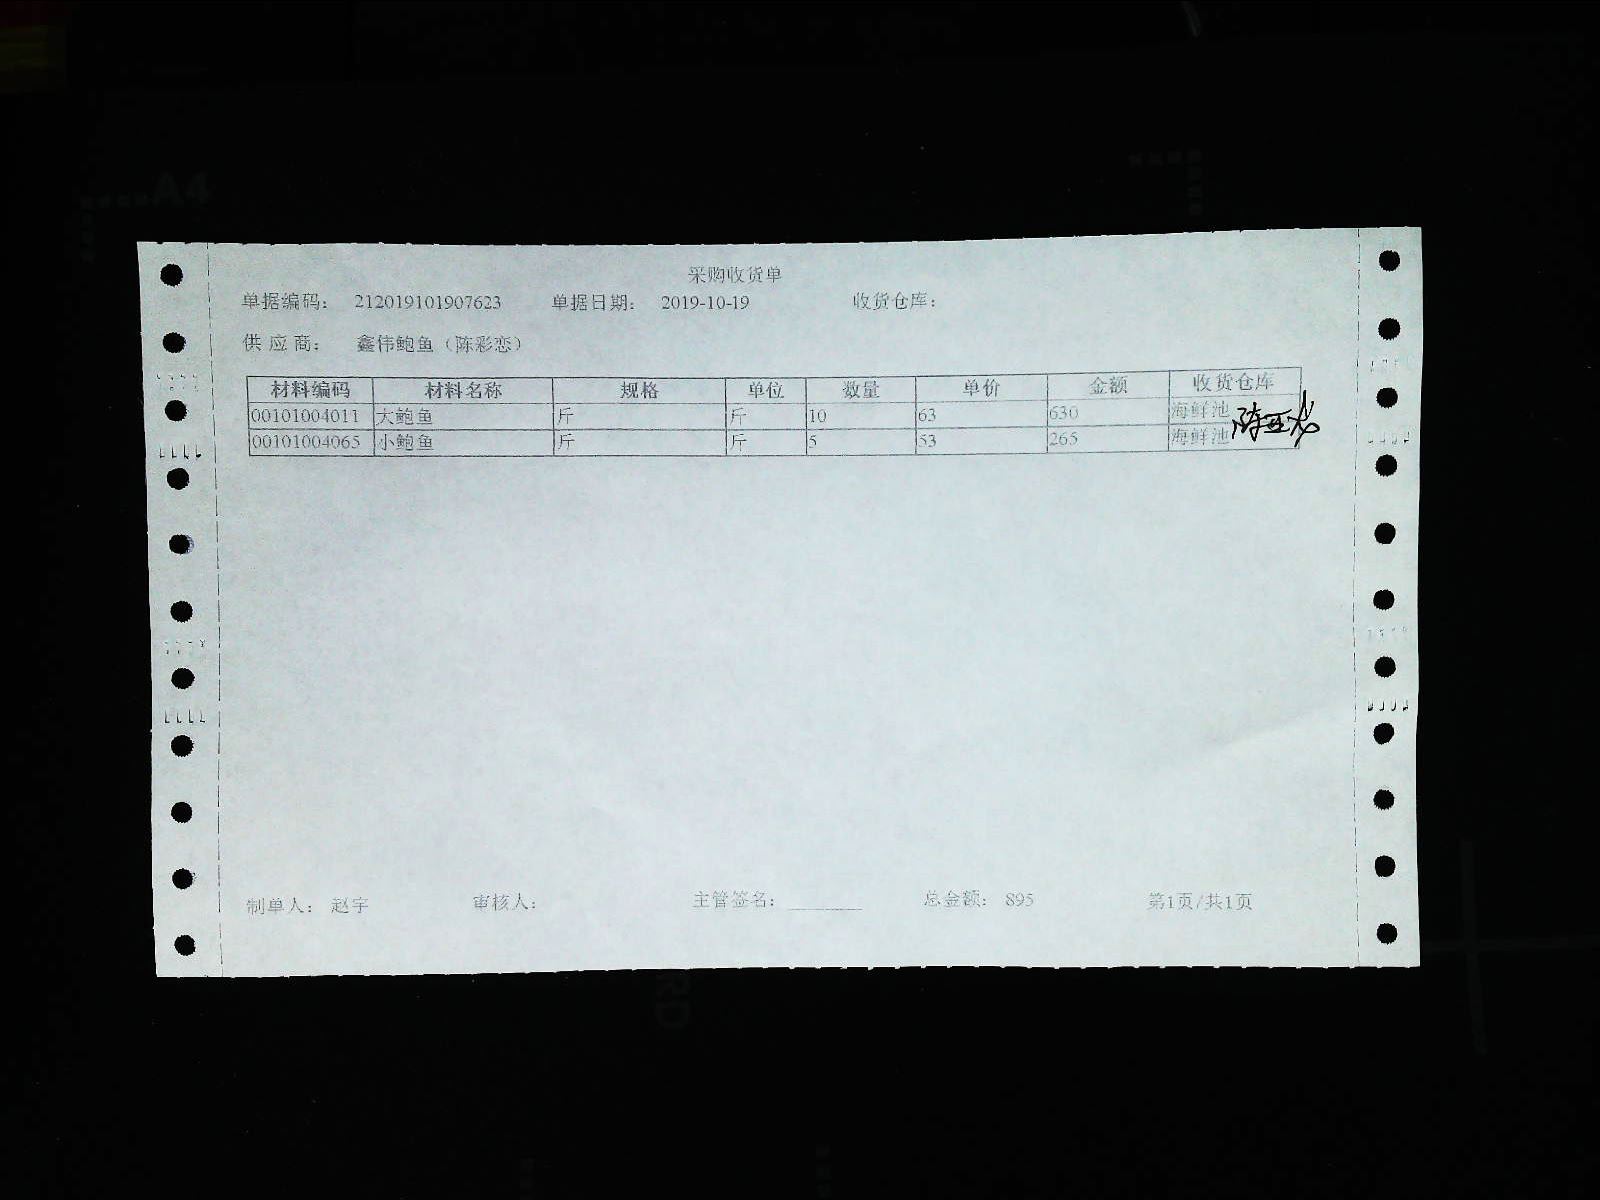 A4
采购收货单
单据编码： 212019101907623 单据日期： 2019-10-19 收货仓库：
供应商： 鑫伟鲍鱼（陈彩恋）
材料编码 材料名称 规格 单位 数量 单价 金额 收货仓库
00101004011 大鲍鱼 斤 斤 10 63 630 海鲜池
00101004065 小鲍鱼 斤 斤 5 53 265 海鲜池
制单人： 赵宇 审核人： 主管签名： 总金额： 895 第1页/共1页